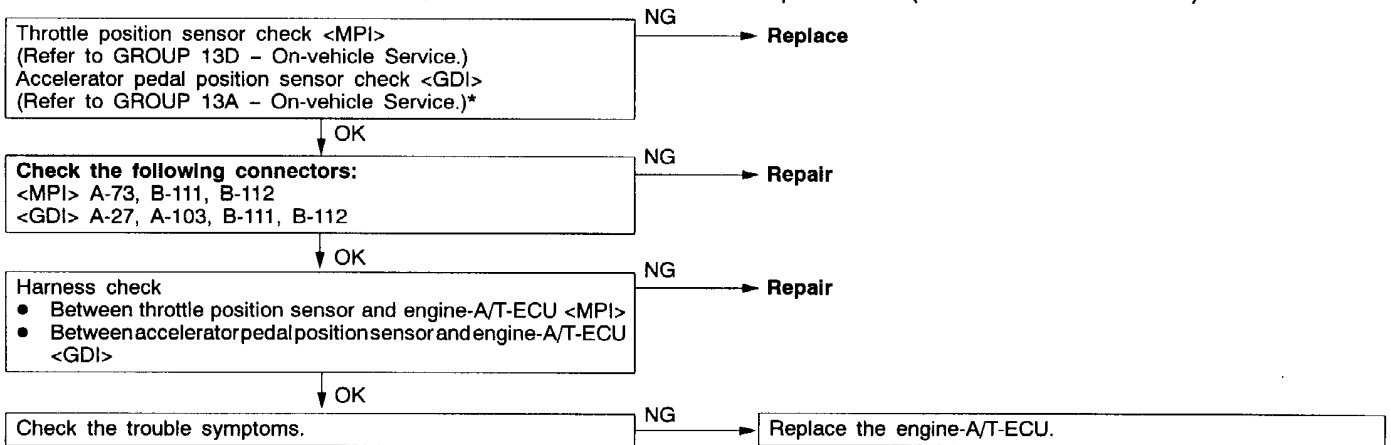 NG
Throttle position sensor check <MPI>
Replace
(Refer to GROUP 13D – On-vehicle Service.)
Accelerator pedal position sensor check <GDI>
(Refer to GROUP 13A – On-vehicle Service.)*
OK
NG
Check the following connectors:
Repair
<MPI> A-73, B-111, B-112
<GDI> A-27, A-103, B-111, B-112
OK
NG
Harness check
Repair
● Between throttle position sensor and engine-A/T-ECU <MPI>
● Between accelerator pedal position sensor and engine-A/T-ECU
<GDI>
OK
NG
Check the trouble symptoms.
Replace the engine-A/T-ECU.